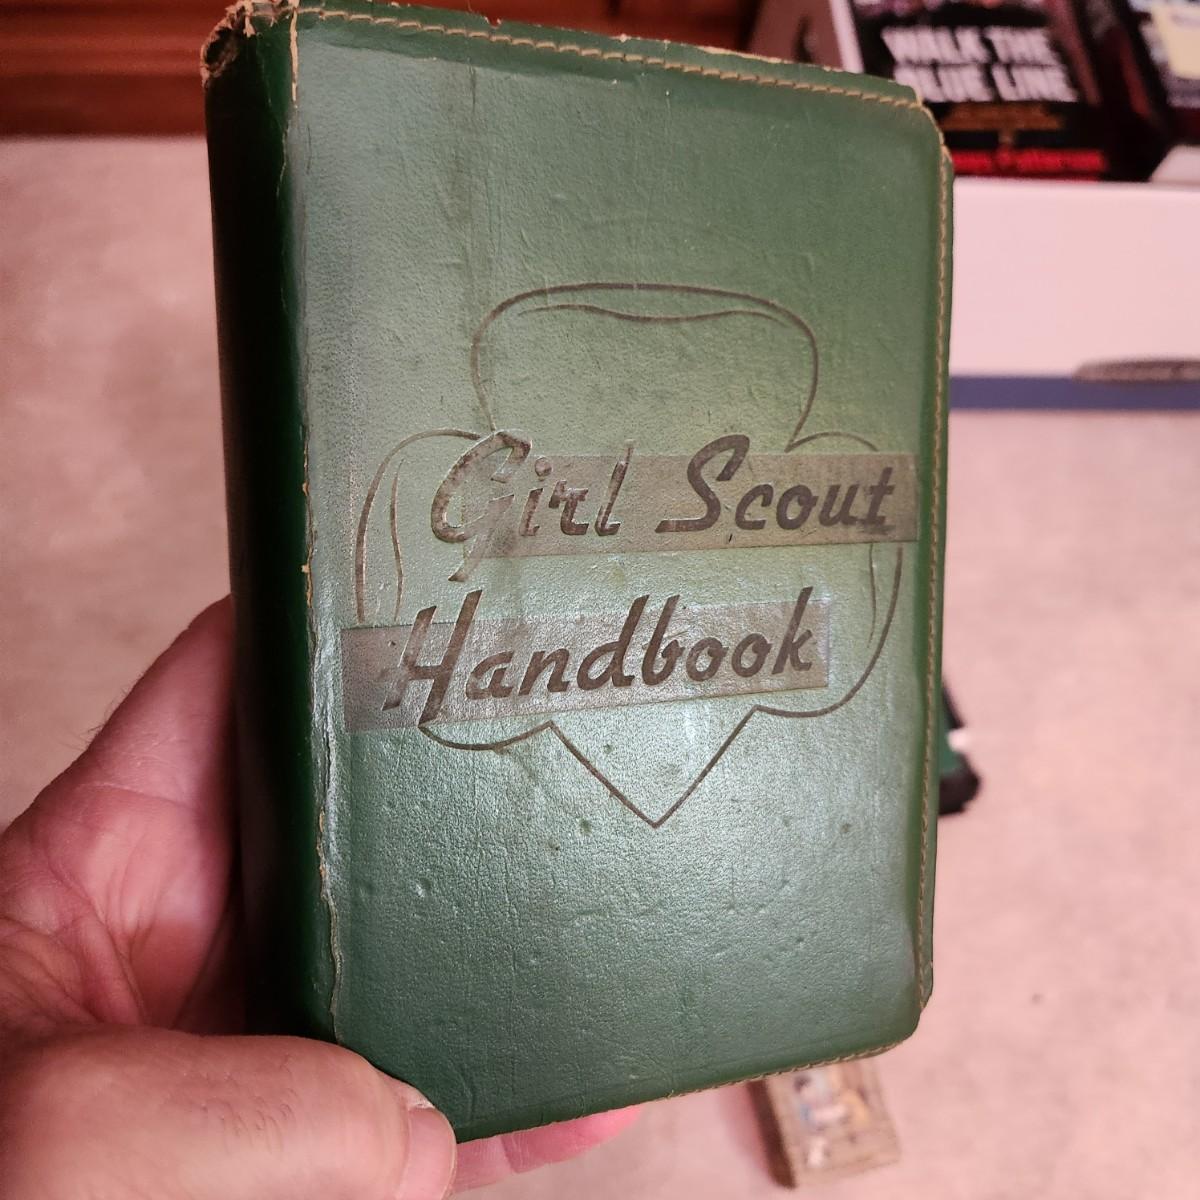 Girl Scout
Handbook
WALK THE
BLUE LINE